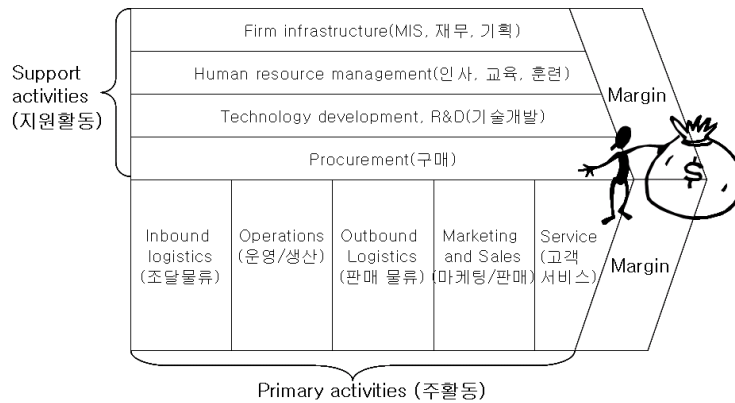 Firm infrastructure(MIS, 재무, 기획)
Support
activities
(지원활동)
Human resource management(인사, 교육, 훈련)
Technology development, R&D(기술개발)
Procurement(구매)
Margin
$
Inbound
logistics
(조달물류)
Operations
(운영/생산)
Outbound
Logistics
(판매 물류)
Marketing
and Sales
(마케팅/판매)
Service
(고객
서비스)
Margin
Primary activities (주활동)